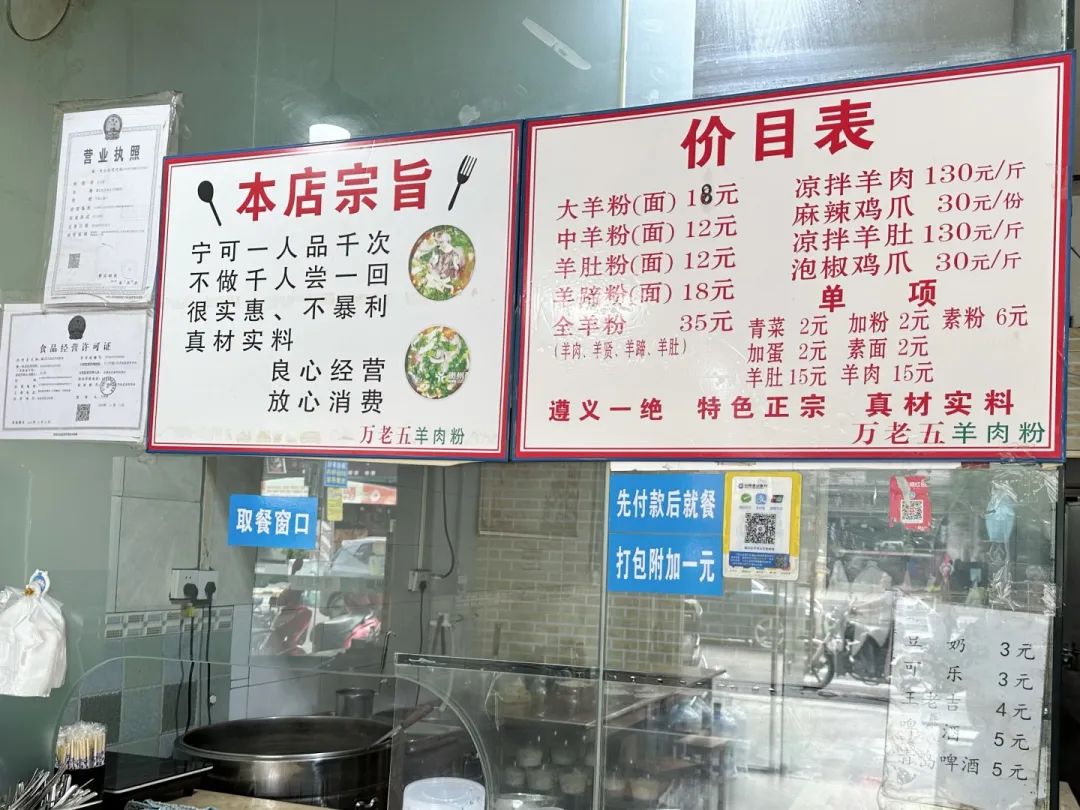 营业执照
食品经营许可证
本店宗旨
宁可一人品千次
不做千人尝一回
很实惠、不暴利
真材实料
良心经营
放心消费
万老五羊肉粉
价目表
大羊粉(面) 18元
中羊粉(面) 12元
羊肚粉(面) 12元
羊蹄粉(面) 18元
全羊粉 35元
(羊肉、羊贤、羊蹄、羊肚)
凉拌羊肉 130元/斤
麻辣鸡爪 30元/份
凉拌羊肚 130元/斤
泡椒鸡爪 30元/斤
单项
青菜 2元 加粉 2元 素粉 6元
加蛋 2元 素面 2元
羊肚 15元 羊肉 15元
遵义一绝 特色正宗 真材实料
万老五羊肉粉
取餐窗口
先付款后就餐
打包附加一元
豆奶 3元
可乐 3元
王老吉 4元
啤酒 5元
啤酒 5元